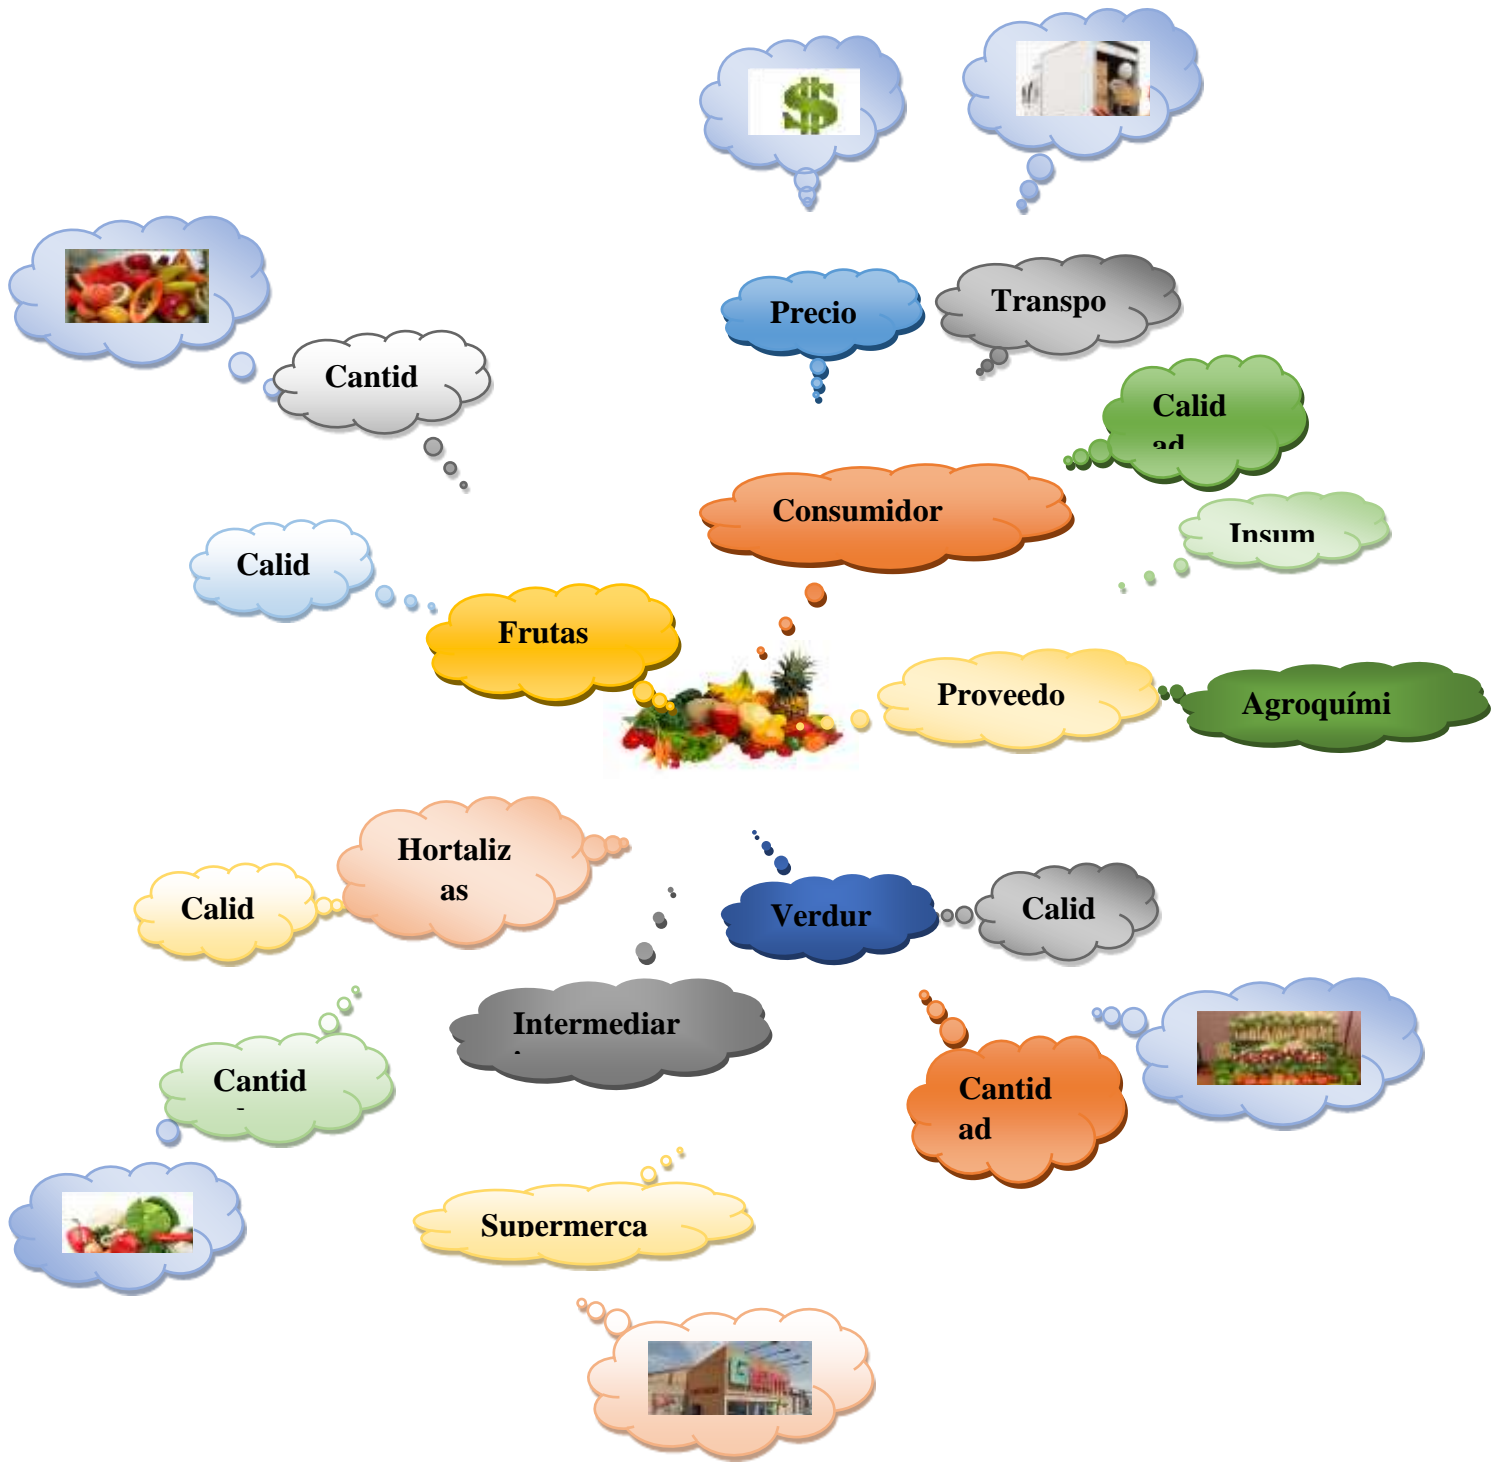 Precio
Transpo
Cantid
Calid
ad
Consumidor
Insum
Calid
Frutas
Proveedo
Agroquími
Hortaliz
as
Calid
Verdur
Calid
Intermediar
Cantid
Cantid
ad
Supermerca